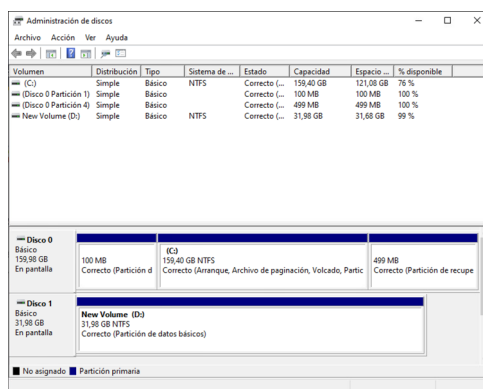 Administración de discos
Archivo Acción Ver Ayuda
Volumen Distribución Tipo Sistema de ... Estado Capacidad Espacio ... % disponible
(C:) Simple Básico NTFS Correcto (... 159,40 GB 121,08 GB 76 %
(Disco 0 Partición 1) Simple Básico Correcto (... 100 MB 100 MB 100 %
(Disco 0 Partición 4) Simple Básico Correcto (... 499 MB 499 MB 100 %
New Volume (D:) Simple Básico NTFS Correcto (... 31,98 GB 31,68 GB 99 %
Disco 0
Básico
159,98 GB
En pantalla
100 MB
Correcto (Partición d
(C:)
159,40 GB NTFS
Correcto (Arranque, Archivo de paginación, Volcado, Partic
499 MB
Correcto (Partición de recupe
Disco 1
Básico
31,98 GB
En pantalla
New Volume (D:)
31,98 GB NTFS
Correcto (Partición de datos básicos)
No asignado Partición primaria